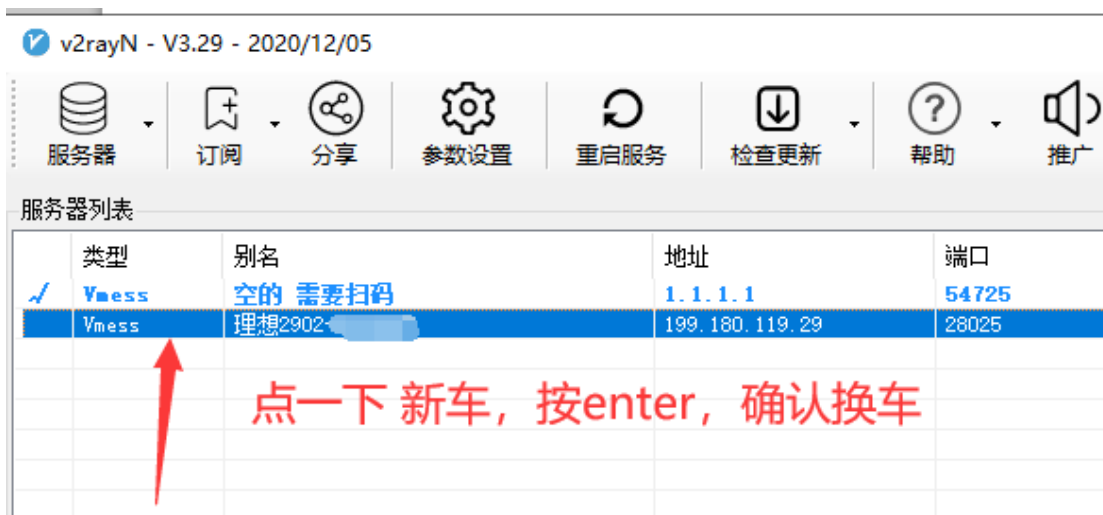 v2rayN - V3.29 - 2020/12/05
服务器 订阅 分享 参数设置 重启服务 检查更新 帮助 推广
服务器列表
类型 别名 地址 端口
Vmess 空的 需要扫码 1.1.1.1 54725
Vmess 理想2902- 199.180.119.29 28025
点一下 新车，按enter，确认换车